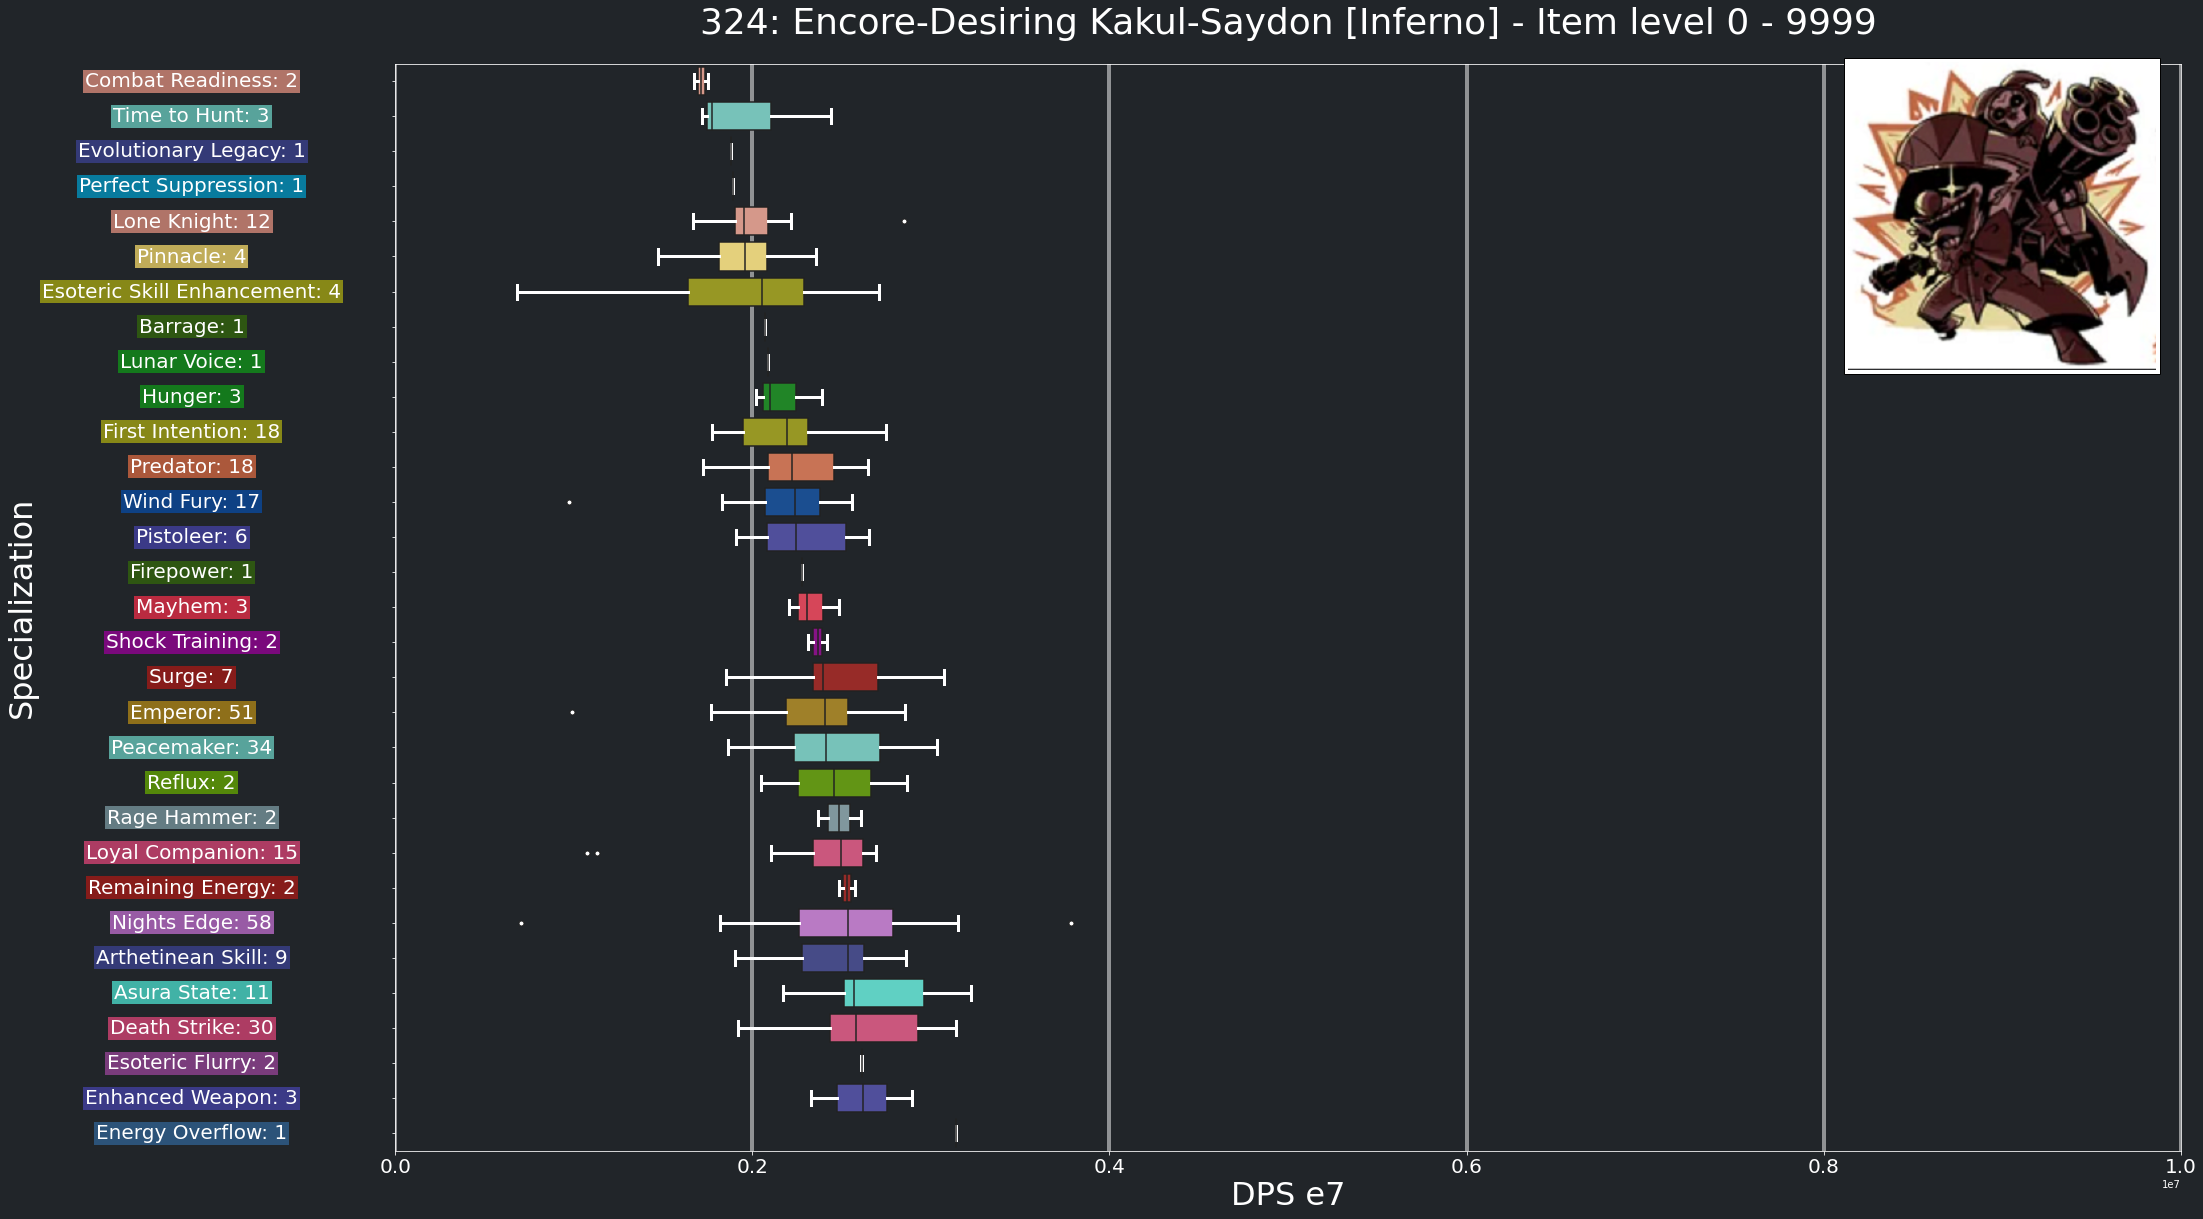 324: Encore-Desiring Kakul-Saydon [Inferno] - Item level 0 - 9999
Specialization
Combat Readiness: 2
Time to Hunt: 3
Evolutionary Legacy: 1
Perfect Suppression: 1
Lone Knight: 12
Pinnacle: 4
Esoteric Skill Enhancement: 4
Barrage: 1
Lunar Voice: 1
Hunger: 3
First Intention: 18
Predator: 18
Wind Fury: 17
Pistoleer: 6
Firepower: 1
Mayhem: 3
Shock Training: 2
Surge: 7
Emperor: 51
Peacemaker: 34
Reflux: 2
Rage Hammer: 2
Loyal Companion: 15
Remaining Energy: 2
Nights Edge: 58
Arthetinean Skill: 9
Asura State: 11
Death Strike: 30
Esoteric Flurry: 2
Enhanced Weapon: 3
Energy Overflow: 1
0.0 0.2 0.4 0.6 0.8 1.0
1e7
DPS e7